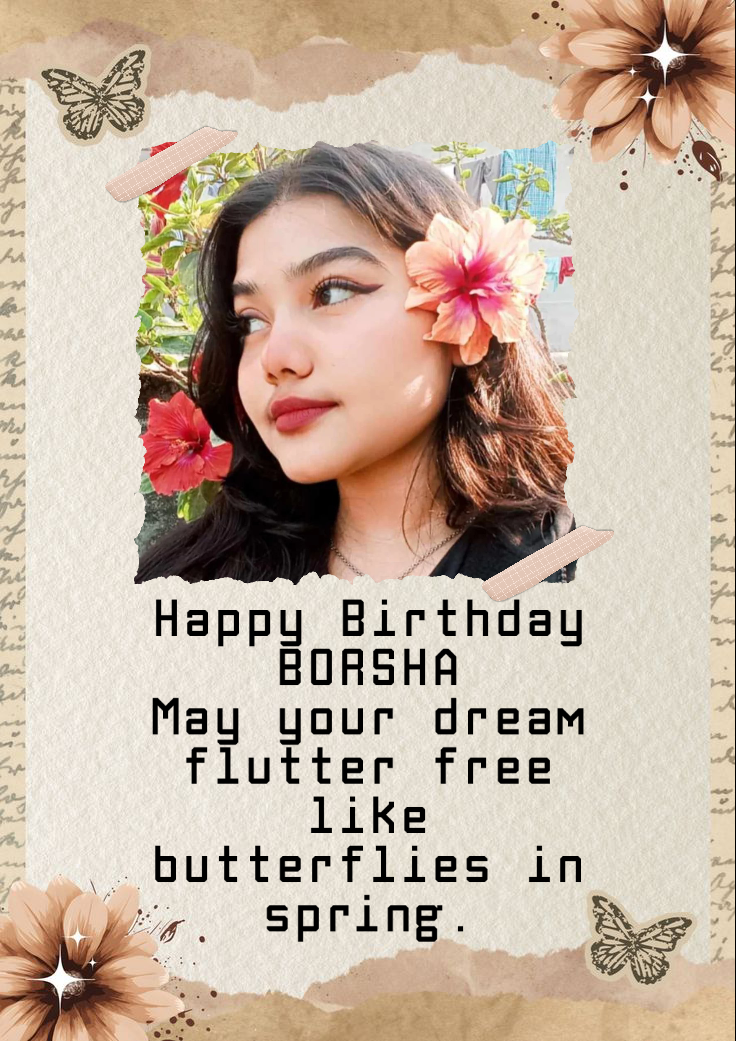 Happy Birthday
BORSHA
May your dream
flutter free
like
butterflies in
spring.